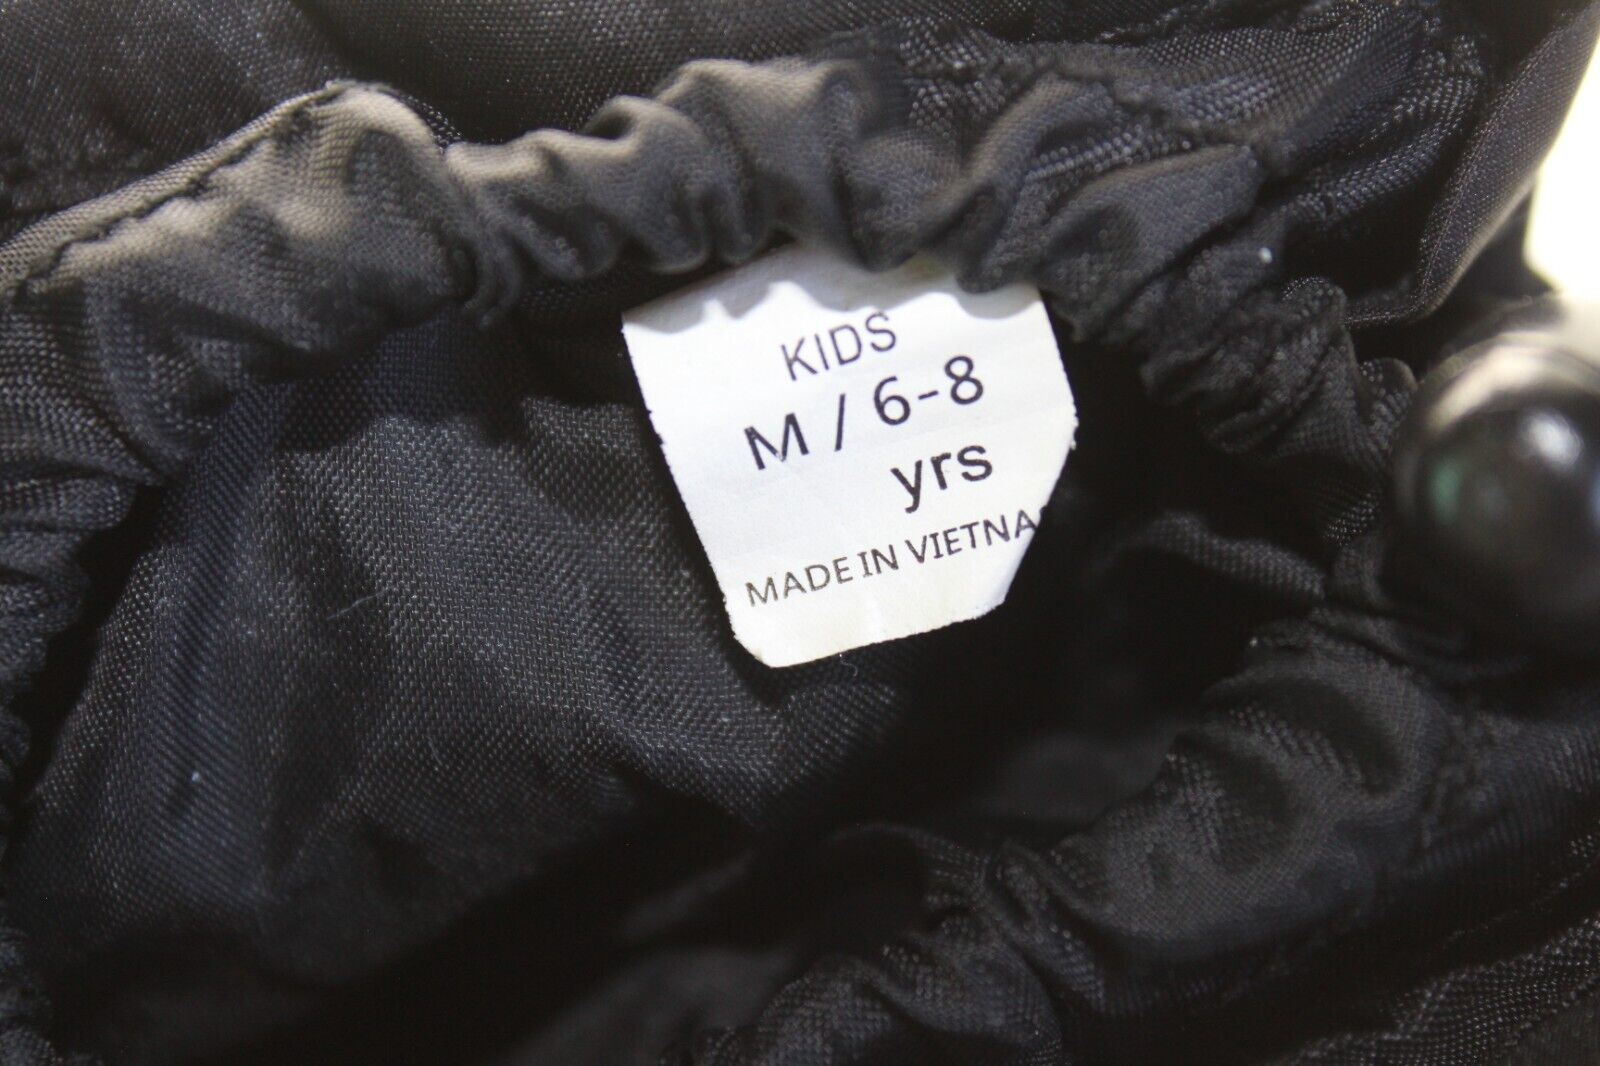 KIDS
M / 6-8
yrs
MADE IN VIETNA